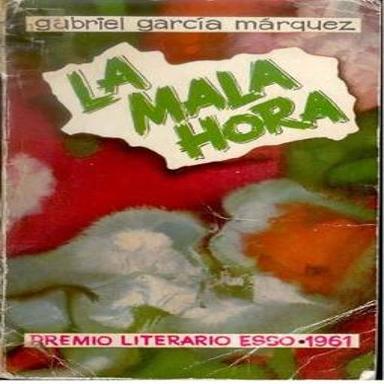 gabriel garcía márquez
LA
MALA
HORA
PREMIO LITERARIO ESSO•1961